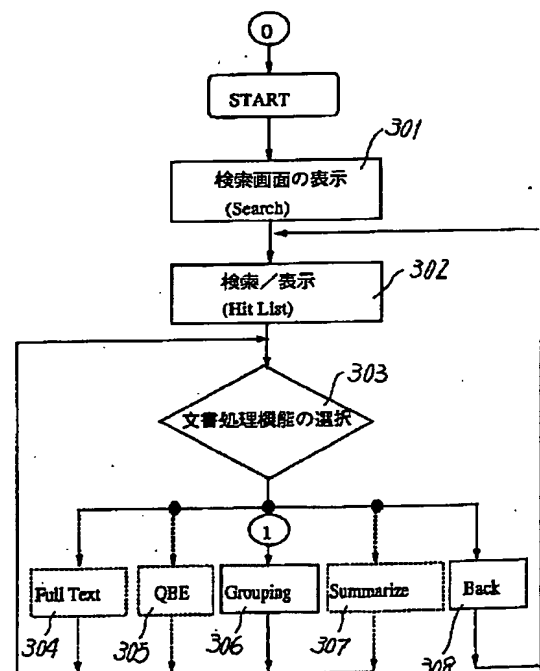 0
START
301
検索画面の表示
(Search)
302
検索／表示
(Hit List)
303
文書処理機能の選択
1
Full Text
QBE
Grouping
Summarize
Back
304
305
306
307
308